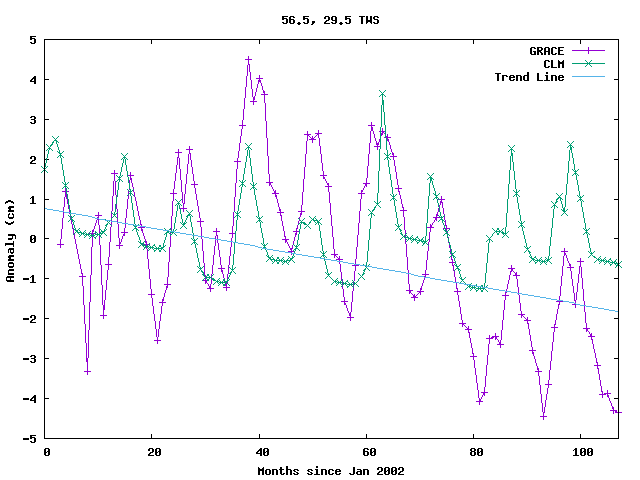 56.5, 29.5 TWS
GRACE
CLM
Trend Line
5
4
3
2
1
0
-1
-2
-3
-4
-5
Anomaly (cm)
0 20 40 60 80 100
Months since Jan 2002